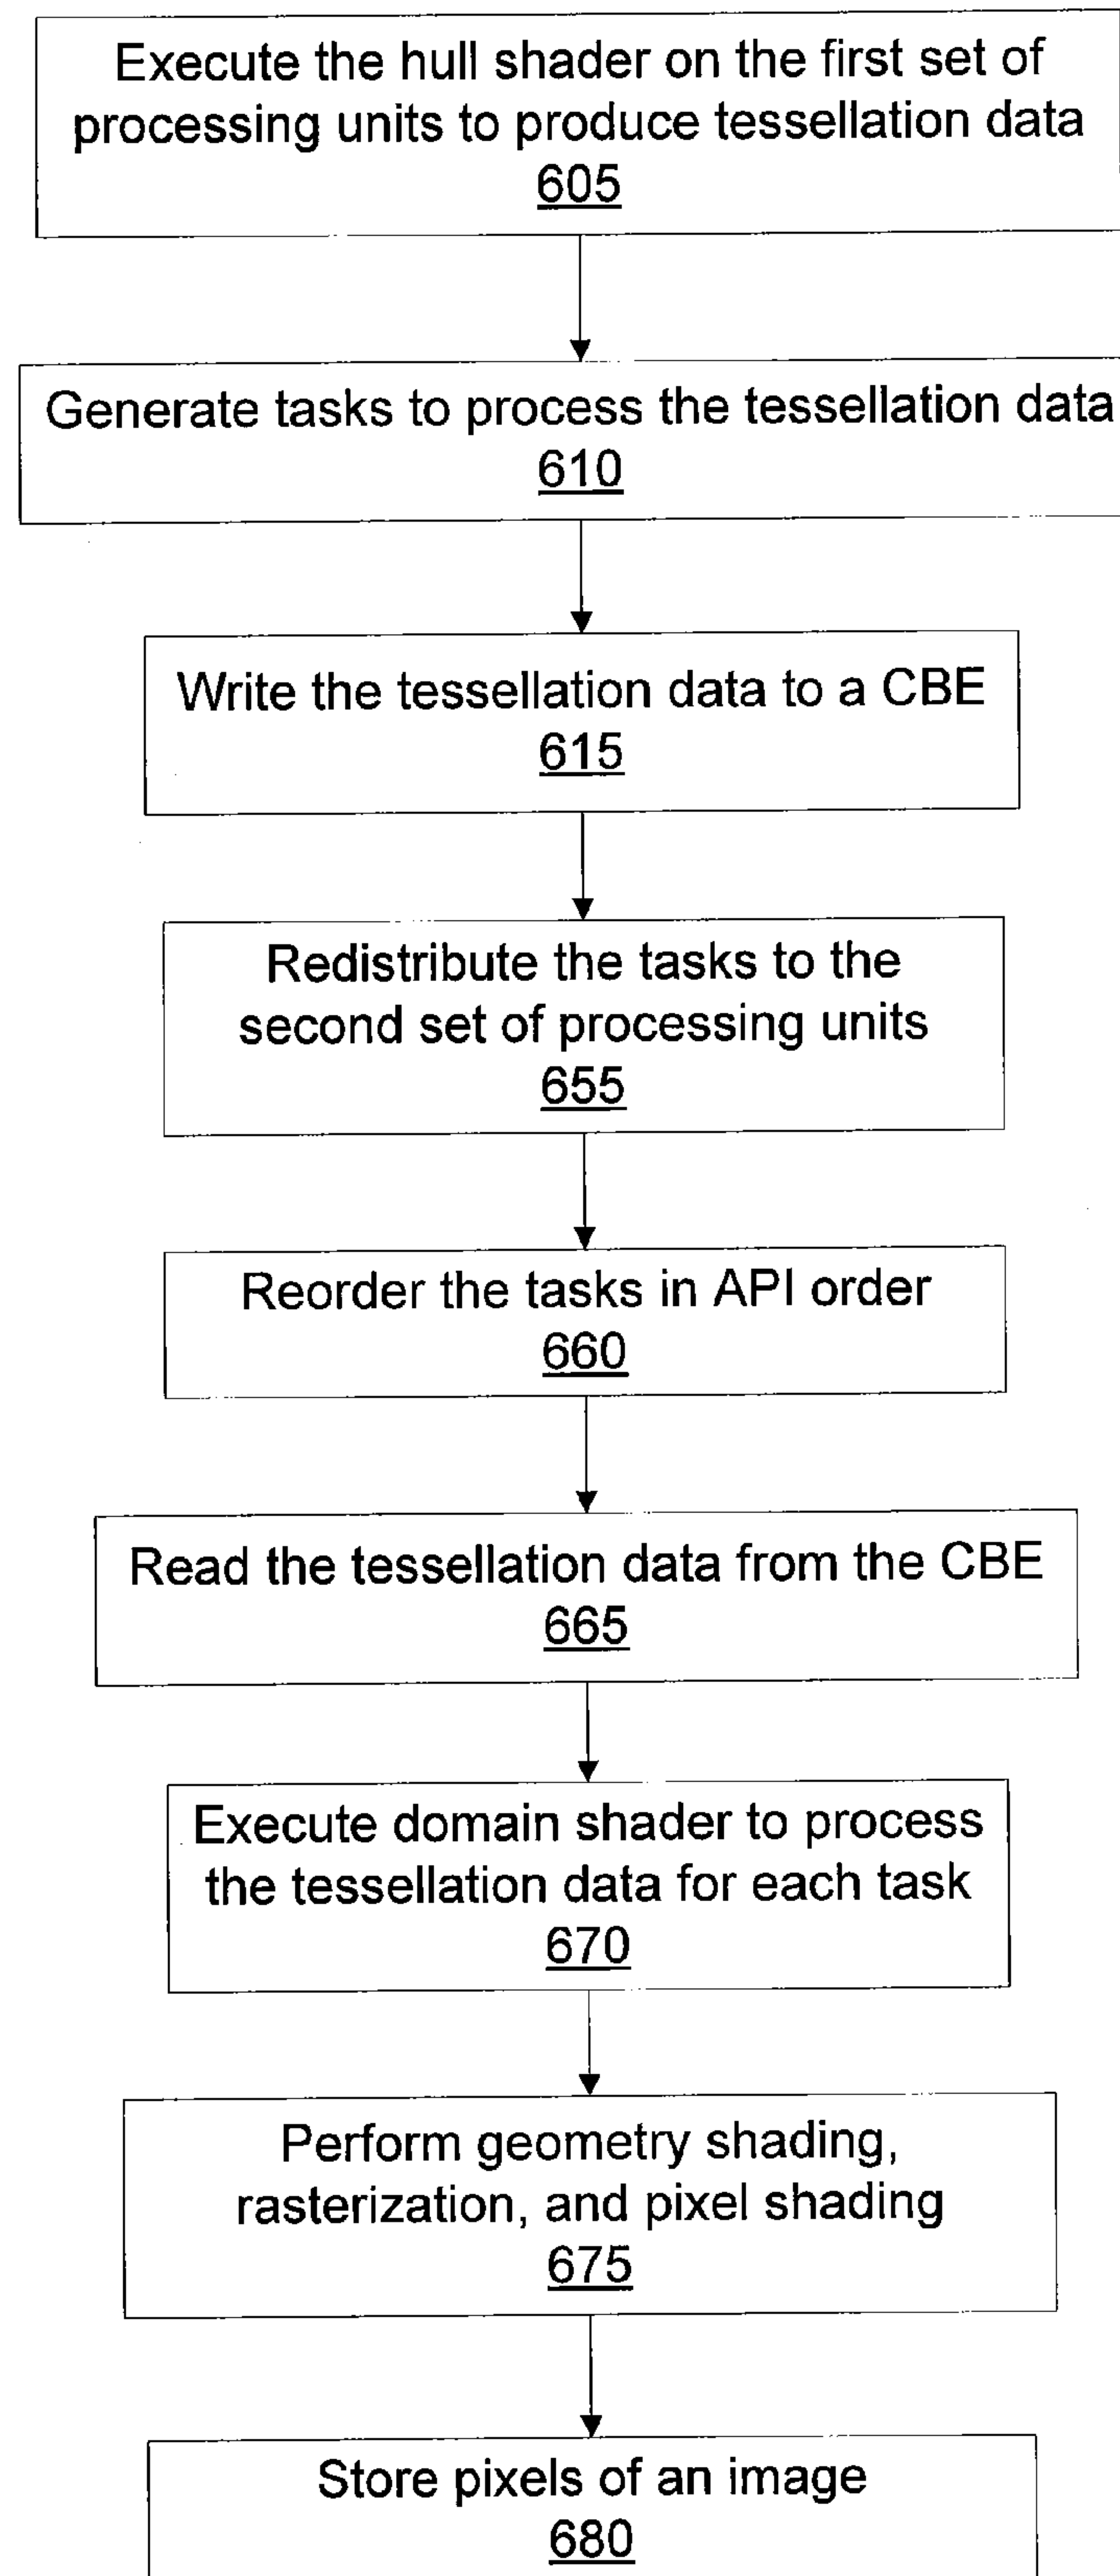 Execute the hull shader on the first set of
processing units to produce tessellation data
605
Generate tasks to process the tessellation data
610
Write the tessellation data to a CBE
615
Redistribute the tasks to the
second set of processing units
655
Reorder the tasks in API order
660
Read the tessellation data from the CBE
665
Execute domain shader to process
the tessellation data for each task
670
Perform geometry shading,
rasterization, and pixel shading
675
Store pixels of an image
680